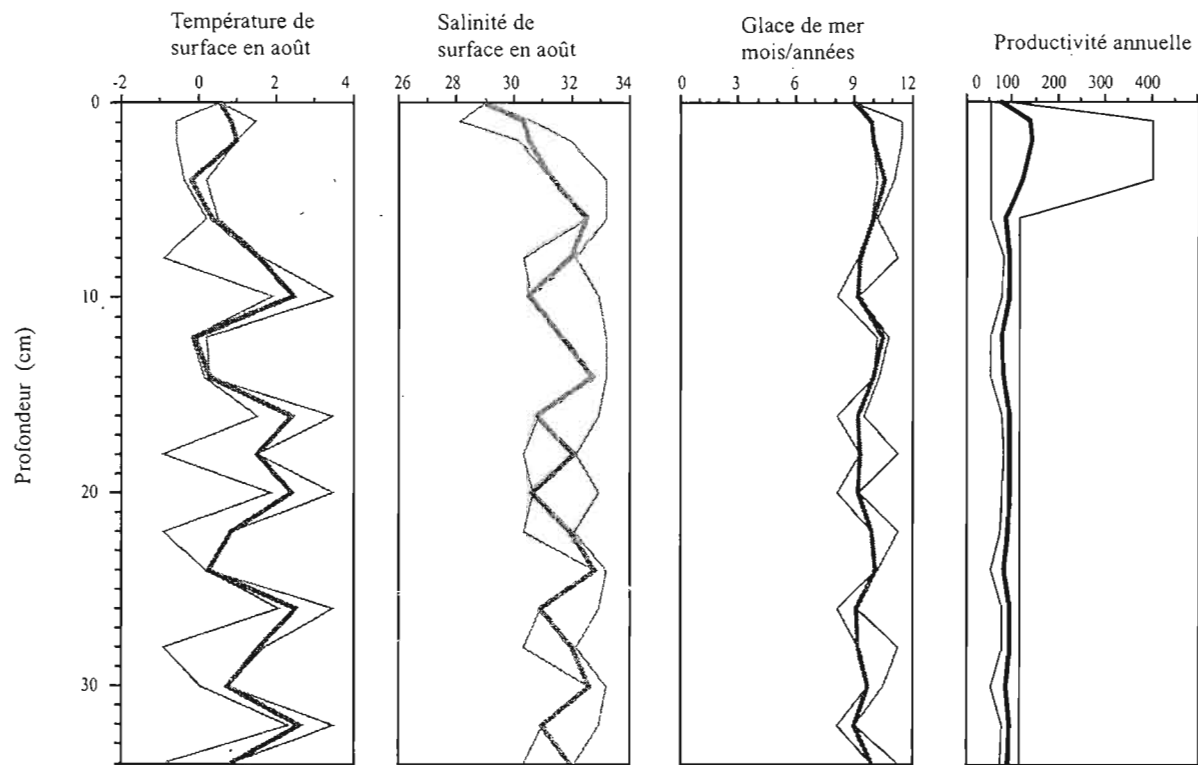 Température de
surface en août
Salinité de
surface en août
Glace de mer
mois/années
Productivité annuelle
-2 0 2 4
26 28 30 32 34
0 3 6 9 12
0 100 200 300 400
Profondeur (cm)
0
10
20
30